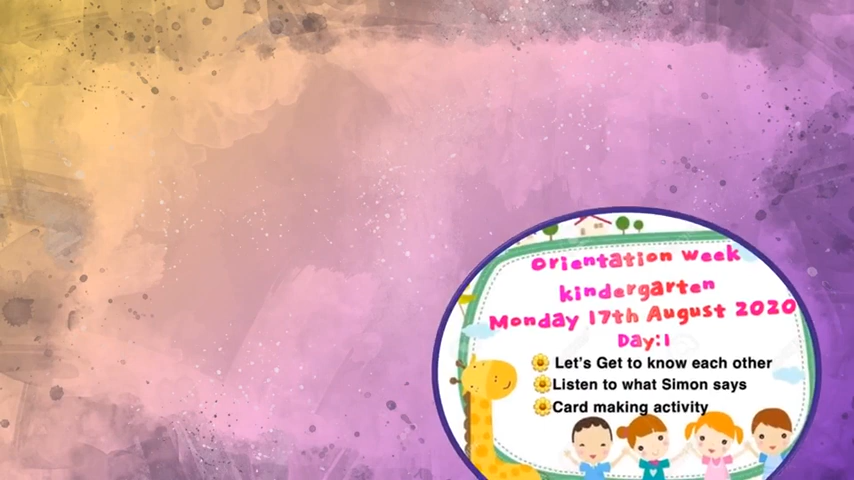 Orientation week
kindergarten
Monday 17th August 2020
Day:1
Let's Get to know each other
Listen to what Simon says
Card making activity